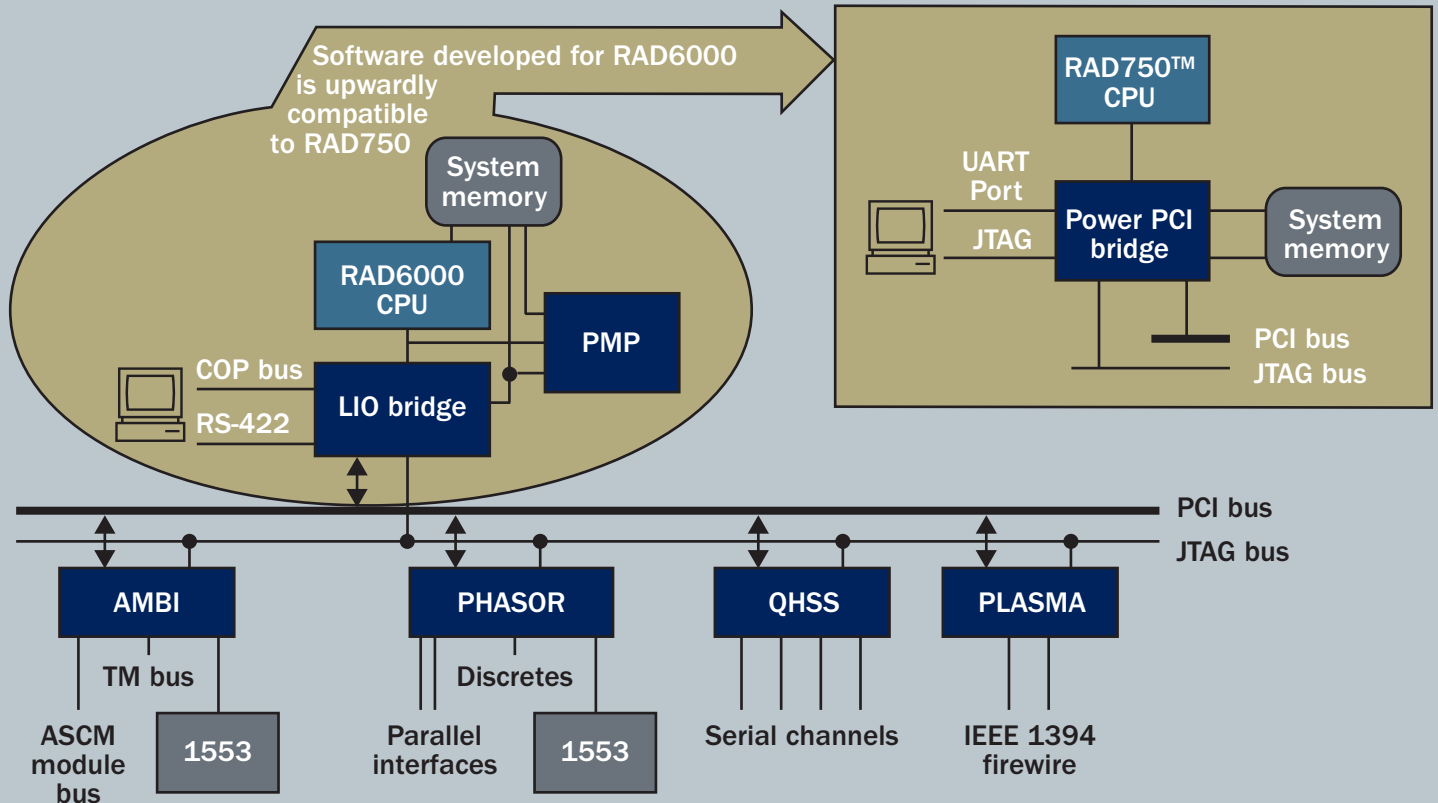 Software developed for RAD6000
is upwardly
compatible
to RAD750
System
memory
RAD6000
CPU
PMP
COP bus
LIO bridge
RS-422
RAD750™
CPU
UART
Port
JTAG
Power PCI
bridge
System
memory
PCI bus
JTAG bus
PCI bus
JTAG bus
AMBI
PHASOR
QHSS
PLASMA
TM bus
Discretes
ASCM
module
bus
1553
Parallel
interfaces
1553
Serial channels
IEEE 1394
firewire